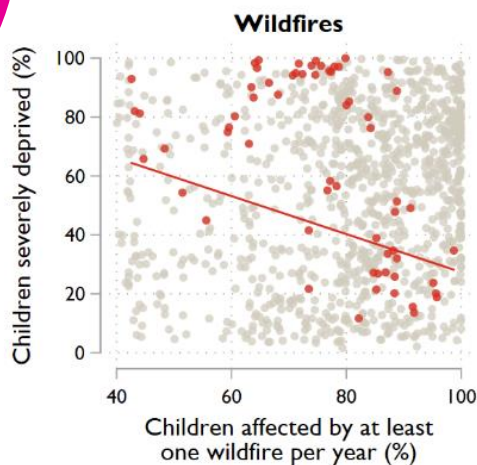 Wildfires
Children severely deprived (%)
100
80
60
40
20
0
40
60
80
100
Children affected by at least
one wildfire per year (%)